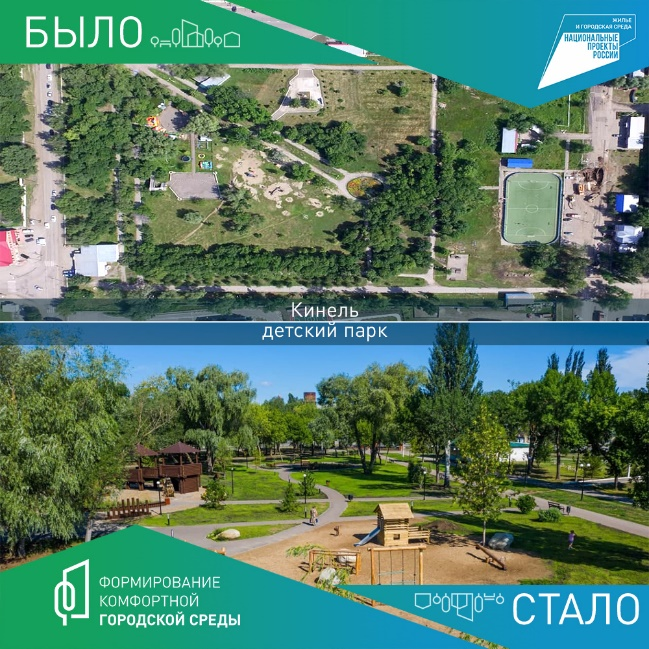 БЫЛО
ЖИЛЬЕ
И ГОРОДСКАЯ СРЕДА
НАЦИОНАЛЬНЫЕ
ПРОЕКТЫ
РОССИИ
Кинель
детский парк
ФОРМИРОВАНИЕ
КОМФОРТНОЙ
ГОРОДСКОЙ СРЕДЫ
СТАЛО